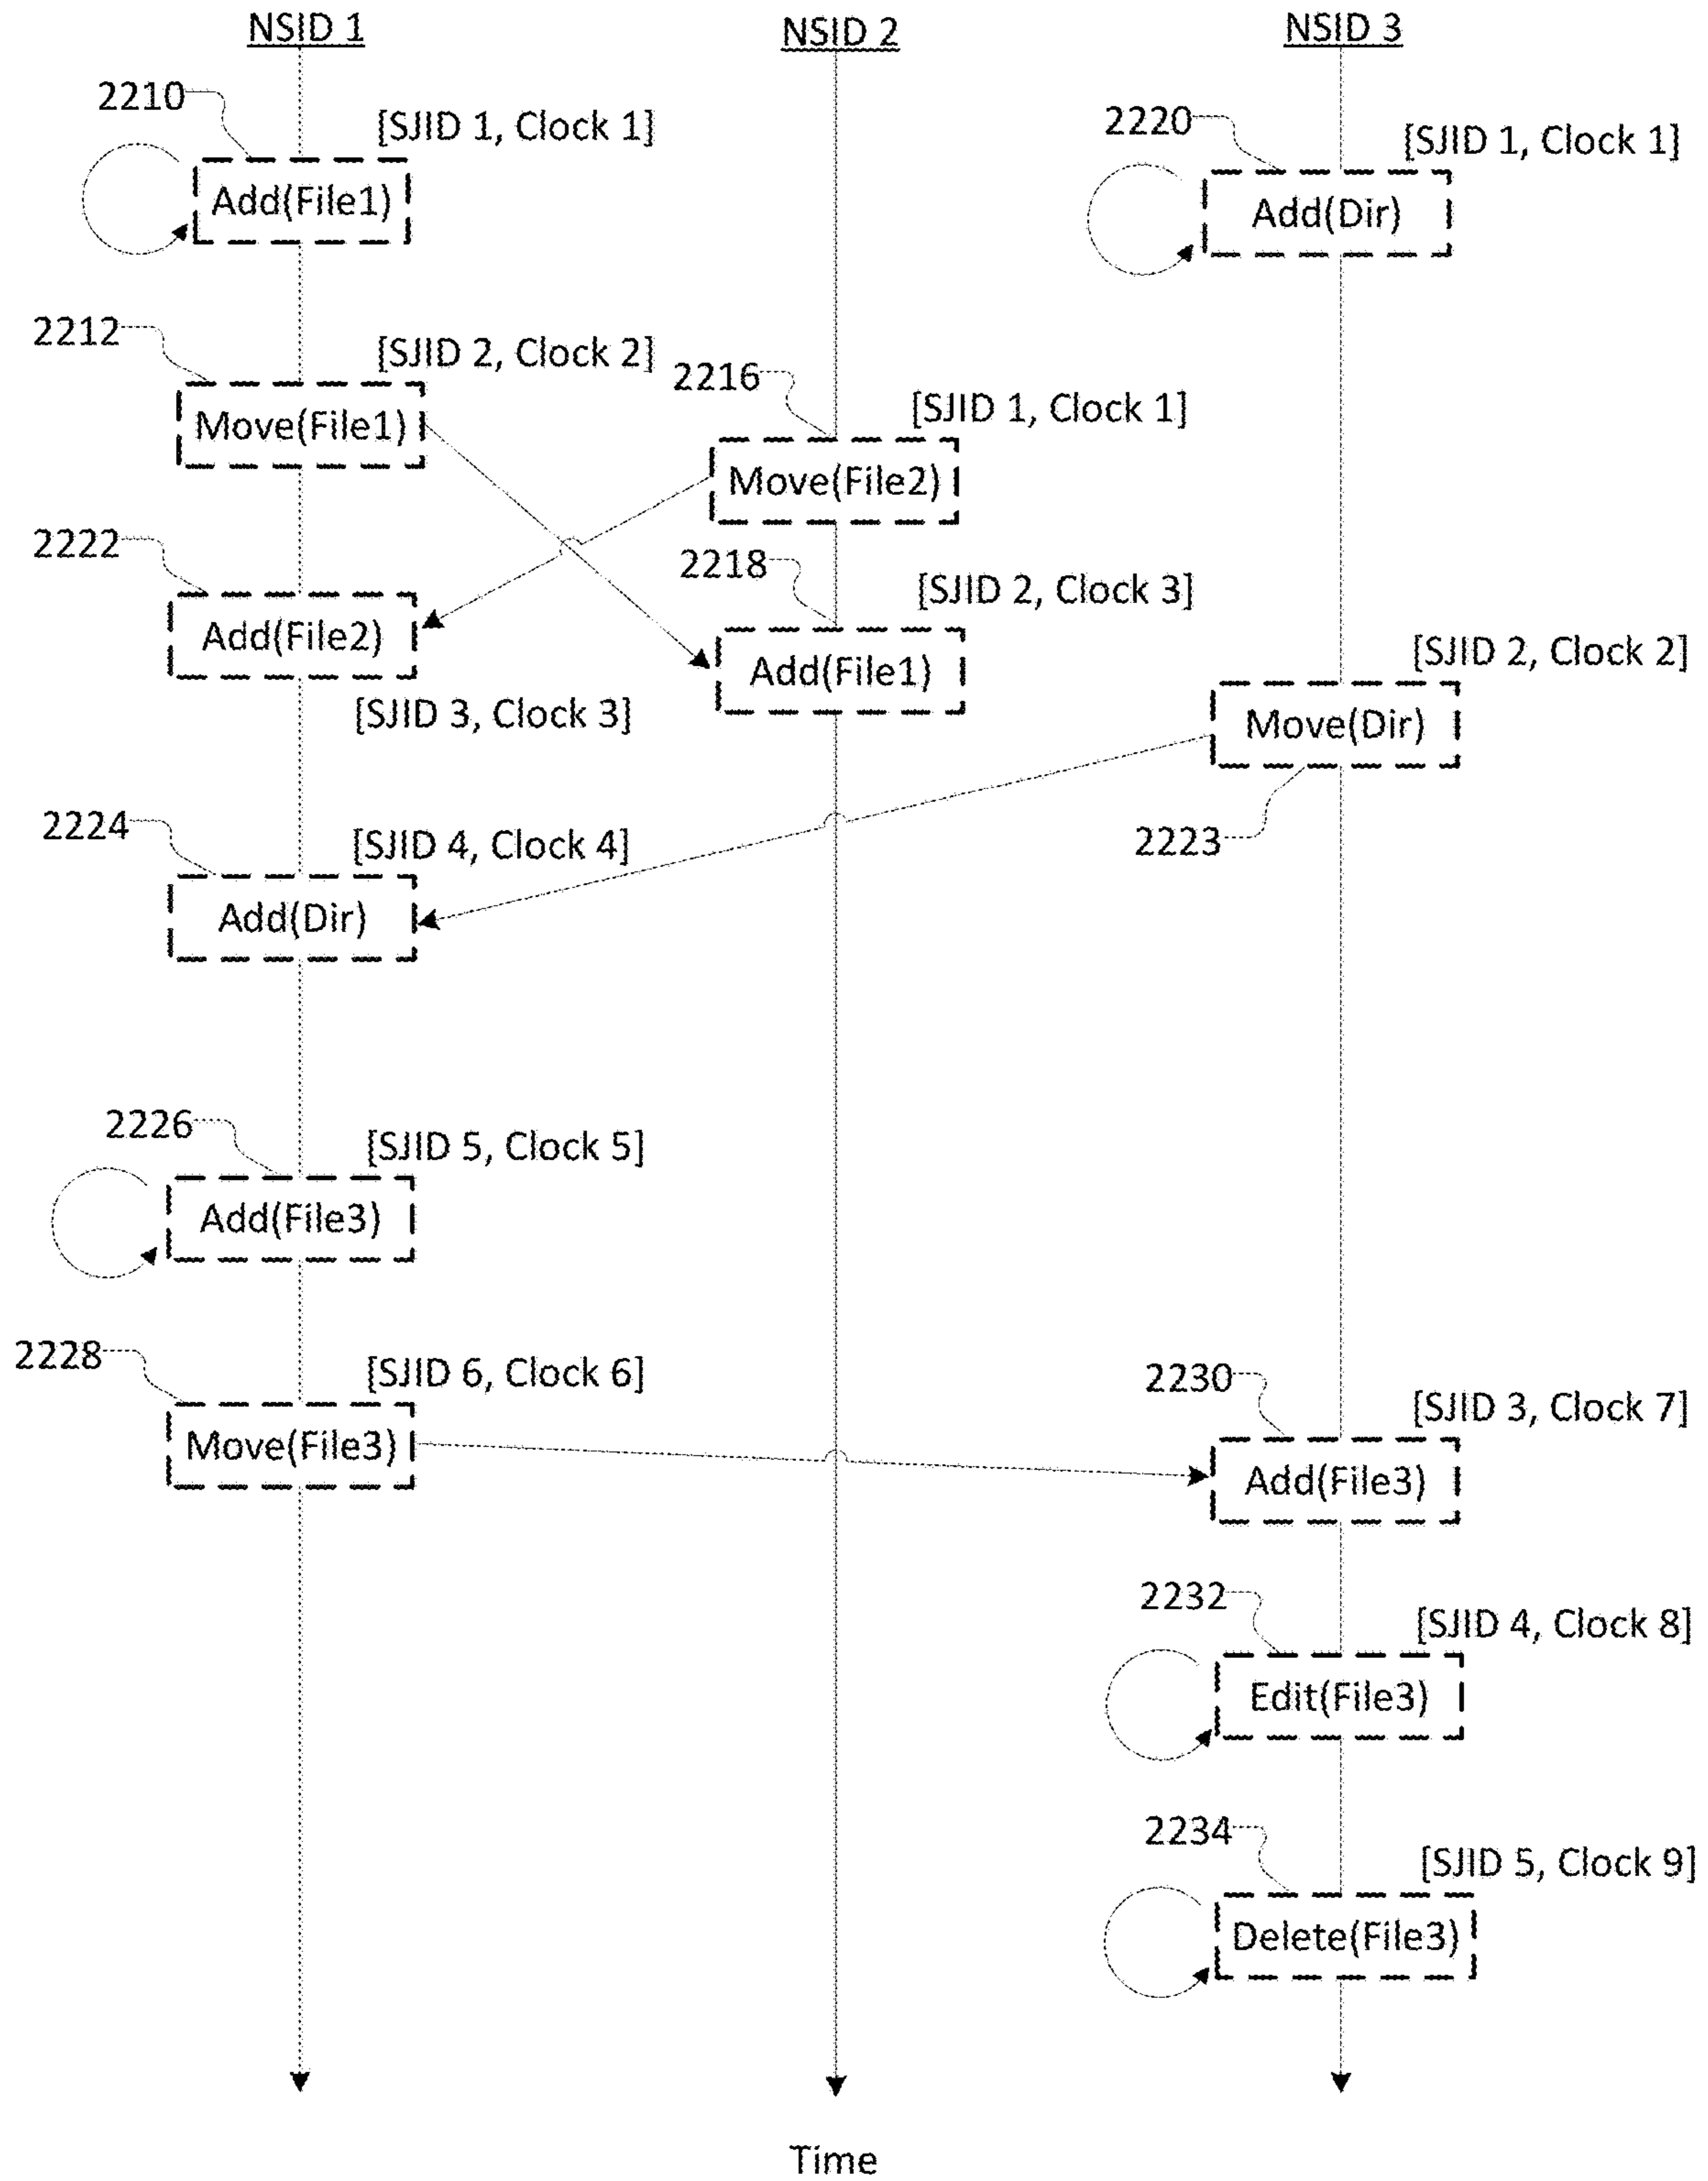 NSID 1
NSID 2
NSID 3
2210
[SJID 1, Clock 1]
Add(File1)
2220
[SJID 1, Clock 1]
Add(Dir)
2212
[SJID 2, Clock 2]
Move(File1)
2216
[SJID 1, Clock 1]
Move(File2)
2222
Add(File2)
[SJID 3, Clock 3]
2218
[SJID 2, Clock 3]
Add(File1)
[SJID 2, Clock 2]
Move(Dir)
2223
2224
[SJID 4, Clock 4]
Add(Dir)
2226
[SJID 5, Clock 5]
Add(File3)
2228
[SJID 6, Clock 6]
Move(File3)
2230
[SJID 3, Clock 7]
Add(File3)
2232
[SJID 4, Clock 8]
Edit(File3)
2234
[SJID 5, Clock 9]
Delete(File3)
Time